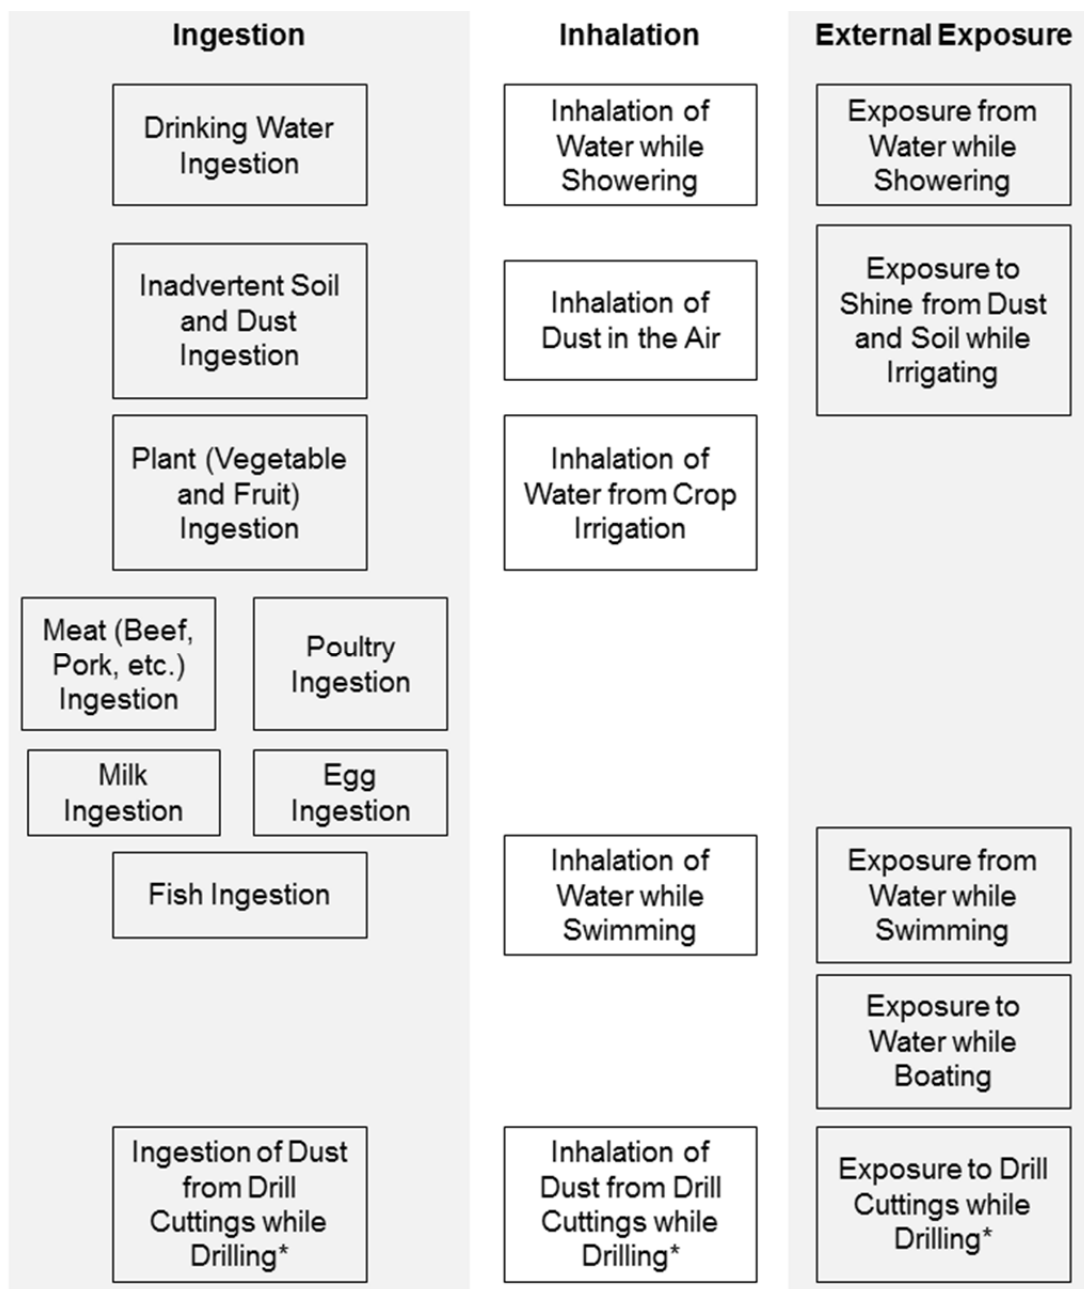 Ingestion
Inhalation
External Exposure
Drinking Water
Ingestion
Inhalation of
Water while
Showering
Exposure from
Water while
Showering
Inadvertent Soil
and Dust
Ingestion
Inhalation of
Dust in the Air
Exposure to
Shine from Dust
and Soil while
Irrigating
Plant (Vegetable
and Fruit)
Ingestion
Inhalation of
Water from Crop
Irrigation
Meat (Beef,
Pork, etc.)
Ingestion
Poultry
Ingestion
Milk
Ingestion
Egg
Ingestion
Fish Ingestion
Inhalation of
Water while
Swimming
Exposure from
Water while
Swimming
Exposure to
Water while
Boating
Ingestion of Dust
from Drill
Cuttings while
Drilling*
Inhalation of
Dust from Drill
Cuttings while
Drilling*
Exposure to Drill
Cuttings while
Drilling*